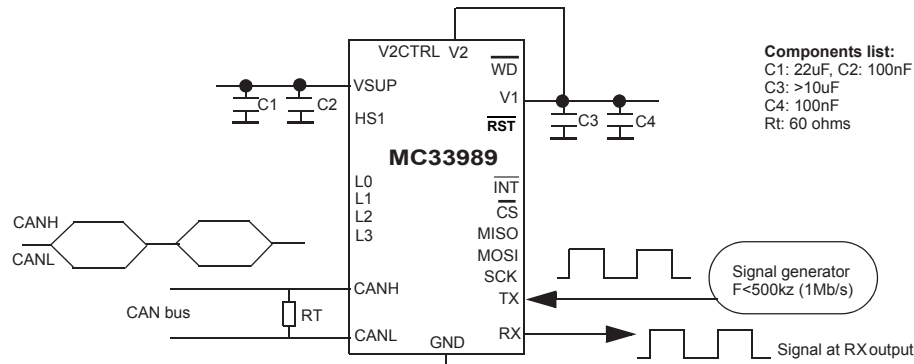 V2CTRL V2
WD
VSUP
C1
C2
V1
HS1
RST
C3
C4
MC33989
Components list:
C1: 22uF, C2: 100nF
C3: >10uF
C4: 100nF
Rt: 60 ohms
L0
L1
L2
L3
INT
CS
MISO
MOSI
SCK
TX
RX
CANH
CANL
CANH
CAN bus
RT
CANL
GND
Signal generator
F<500kz (1Mb/s)
Signal at RX output